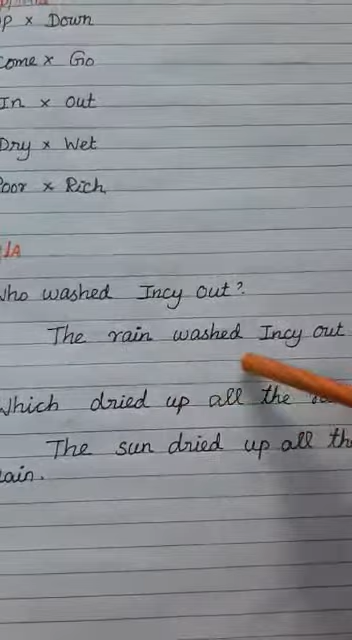 p x Down
Come x Go
In x out
Dry x Wet
Poor x Rich
/A
Who washed Incy out?
The rain washed Incy out
Which dried up all the
The sun dried up all the
rain.